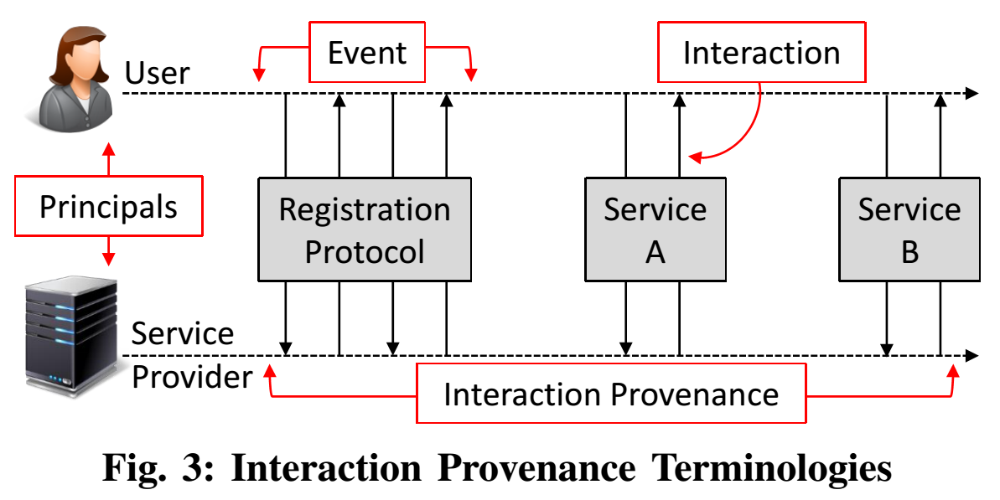 Event
Interaction
User
Principals
Registration
Protocol
Service
A
Service
B
Service
Provider
Interaction Provenance
Fig. 3: Interaction Provenance Terminologies